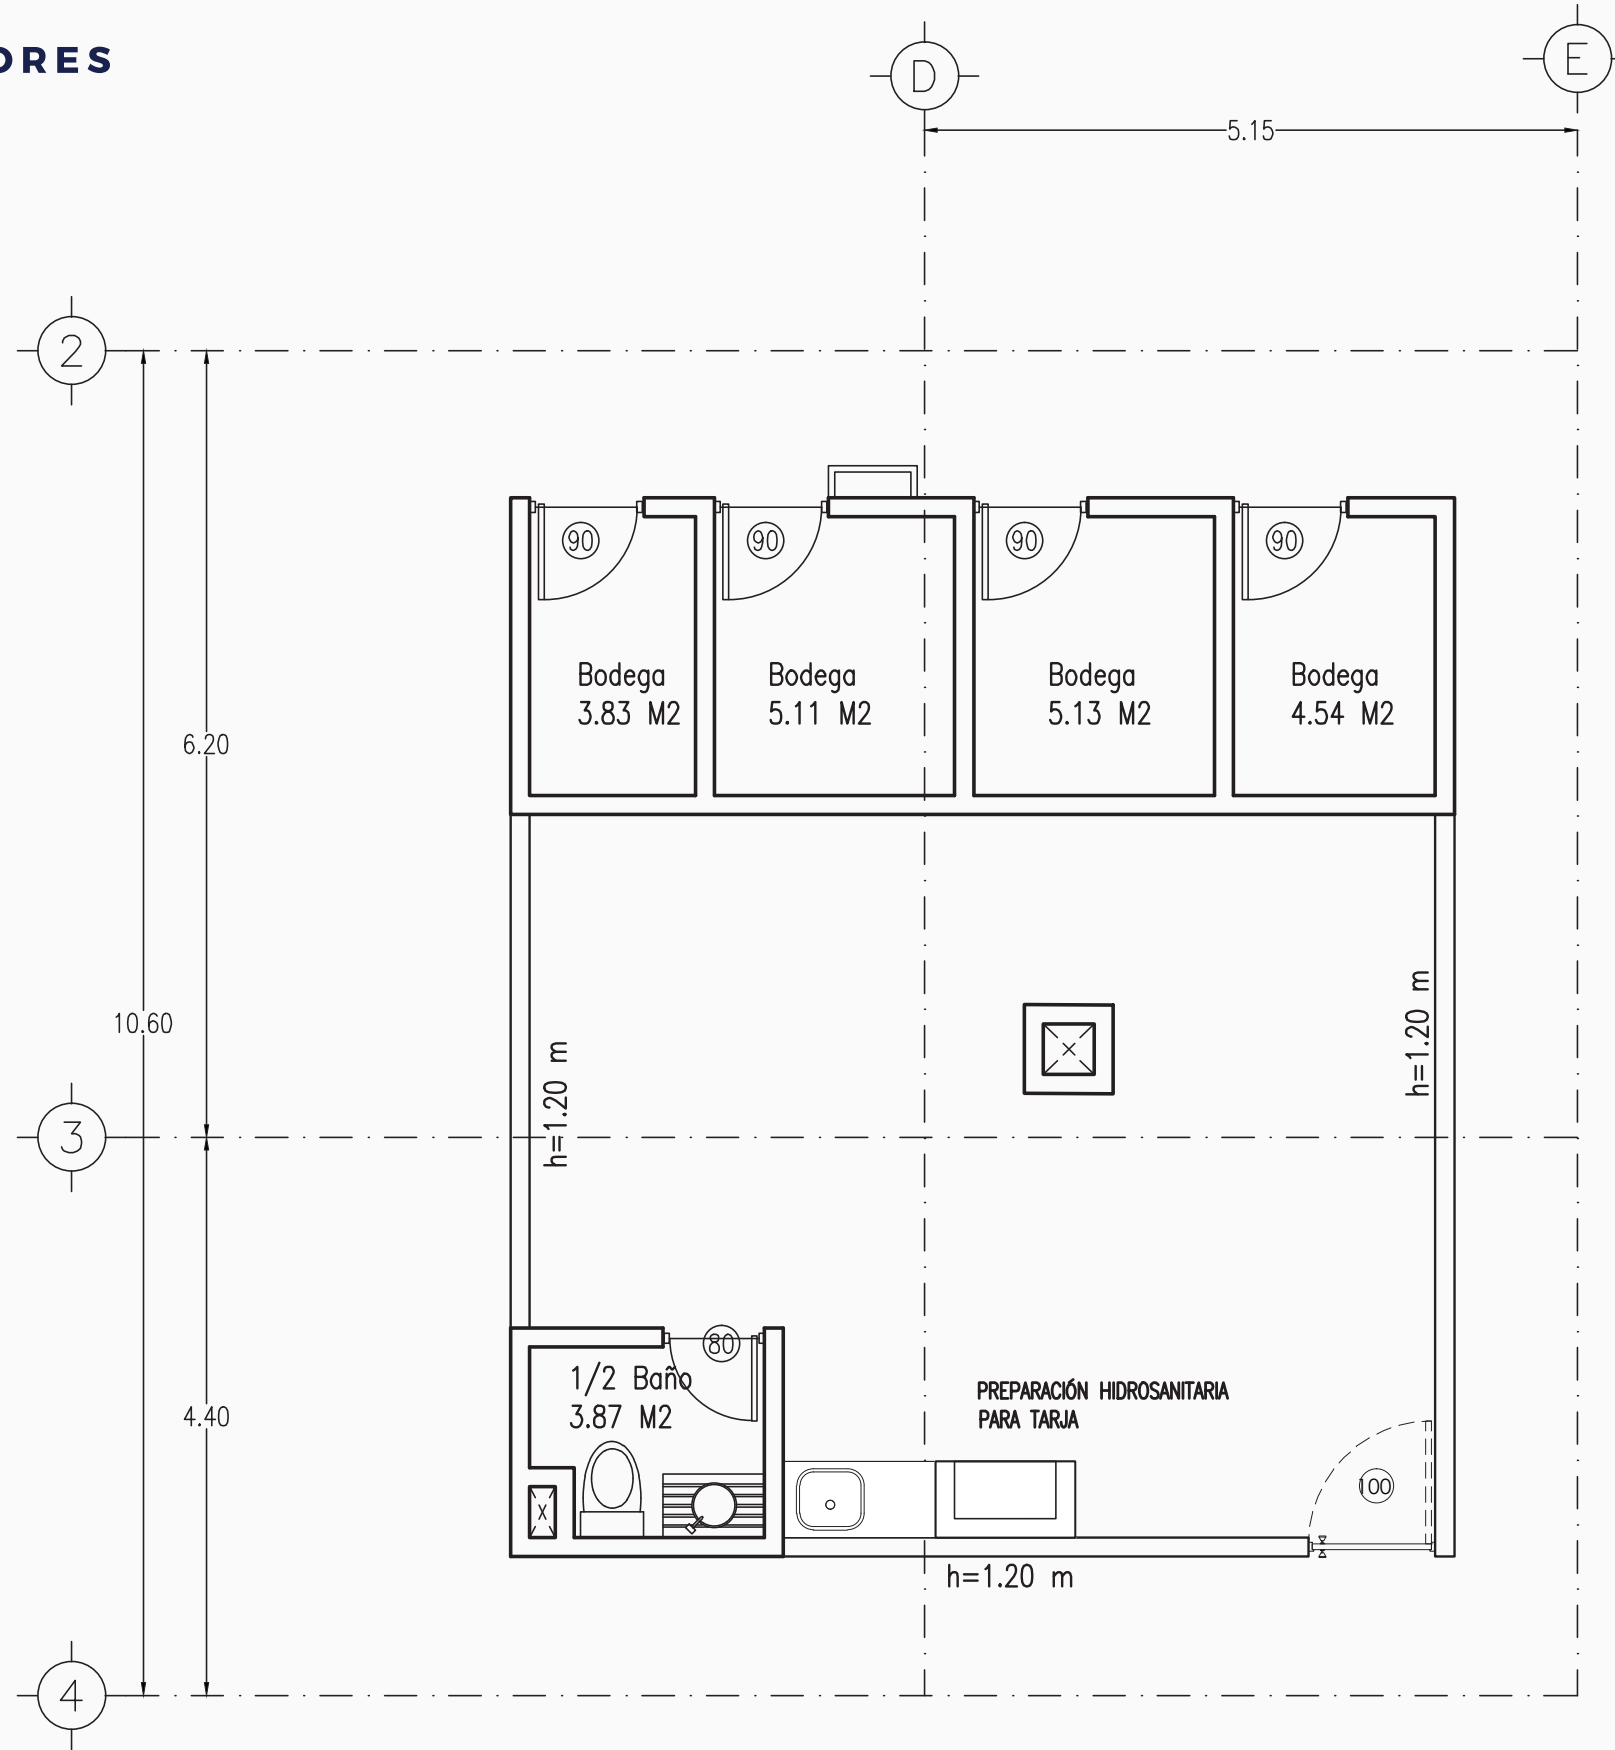 ORES
D
E
5.15
2
90
90
90
90
Bodega
3.83 M2
Bodega
5.11 M2
Bodega
5.13 M2
Bodega
4.54 M2
6.20
10.60
h=1.20 m
h=1.20 m
3
80
1/2 Baño
3.87 M2
PREPARACIÓN HIDROSANITARIA
PARA TARJA
4.40
100
h=1.20 m
4